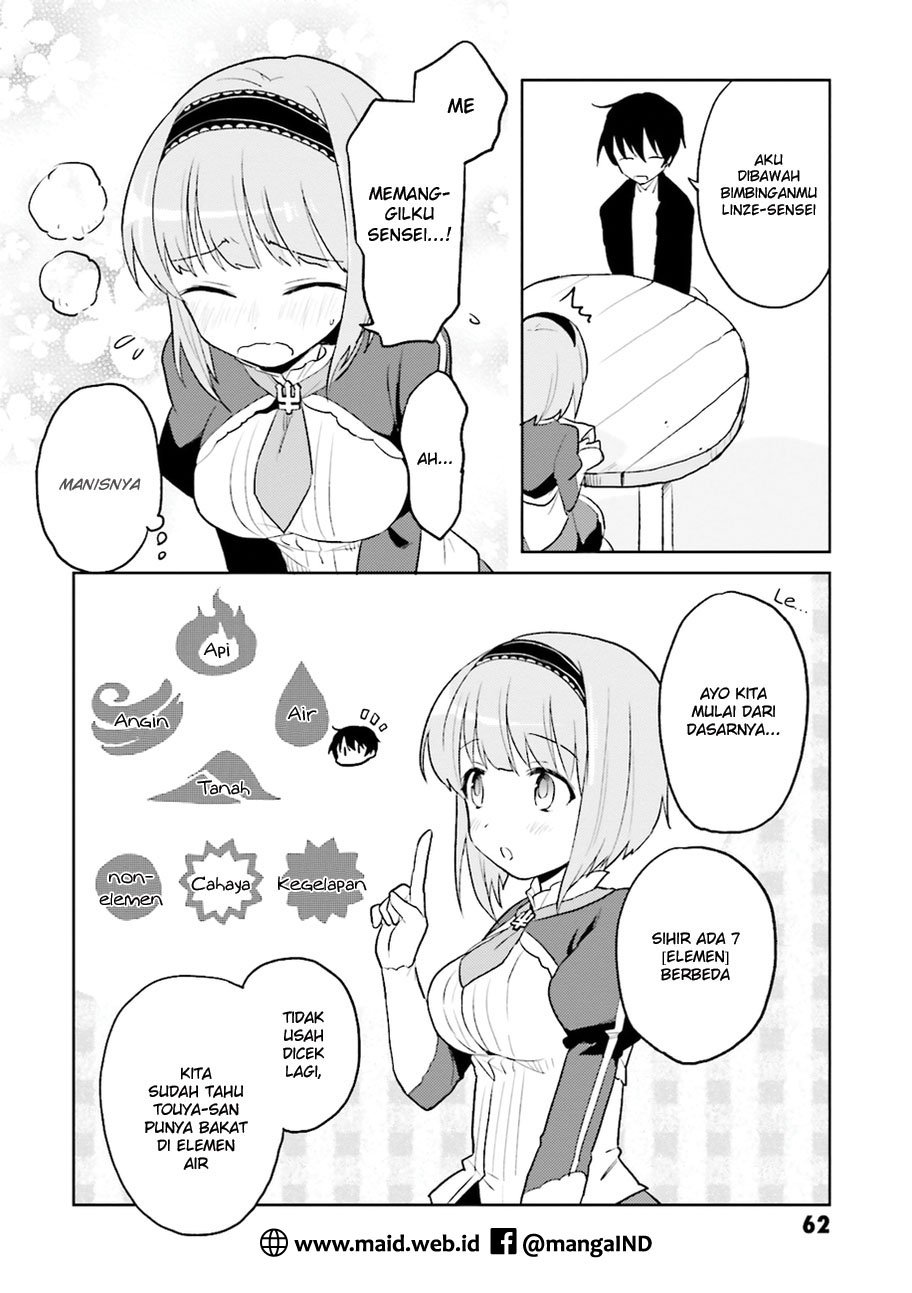 AKU
DIBAWAH
BIMBINGANMU
LINZE-SENSEI
ME
MEMANG-
GILKU
SENSEI...!
AH...
MANISNYA
Le...
AYO KITA
MULAI DARI
DASARNYA...
SIHIR ADA 7
[ELEMEN]
BERBEDA
Api
Angin
Air
Tanah
non-
elemen
Cahaya
Kegelapan
TIDAK
USAH
DICEK
LAGI,
KITA
SUDAH TAHU
TOUYA-SAN
PUNYA BAKAT
DI ELEMEN
AIR
62
www.maid.web.id
@mangaIND